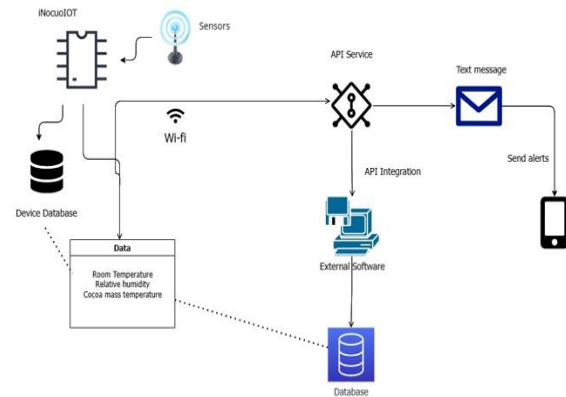 iNocuoIOT
Sensors
API Service
Text message
Wi-fi
Send alerts
API Integration
Device Database
Data
Room Temperature
Relative humidity
Cocoa mass temperature
External Software
Database